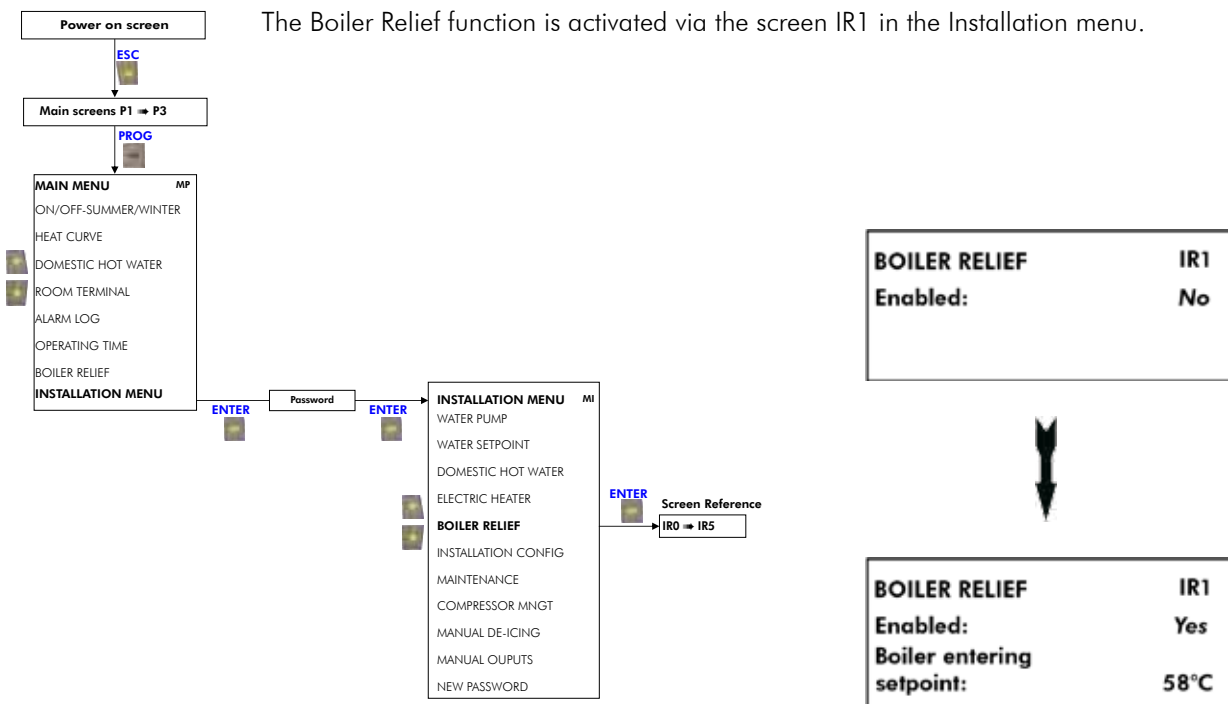 The Boiler Relief function is activated via the screen IR1 in the Installation menu.
Power on screen
ESC
Main screens P1 ➠ P3
PROG
MAIN MENU MP
ON/OFF-SUMMER/WINTER
HEAT CURVE
DOMESTIC HOT WATER
ROOM TERMINAL
ALARM LOG
OPERATING TIME
BOILER RELIEF
INSTALLATION MENU
ENTER
Password
ENTER
INSTALLATION MENU MI
WATER PUMP
WATER SETPOINT
DOMESTIC HOT WATER
ELECTRIC HEATER
BOILER RELIEF
INSTALLATION CONFIG
MAINTENANCE
COMPRESSOR MNGT
MANUAL DE-ICING
MANUAL OUPUTS
NEW PASSWORD
ENTER
Screen Reference
IR0 ➠ IR5
BOILER RELIEF IR1
Enabled: No
BOILER RELIEF IR1
Enabled: Yes
Boiler entering
setpoint: 58°C